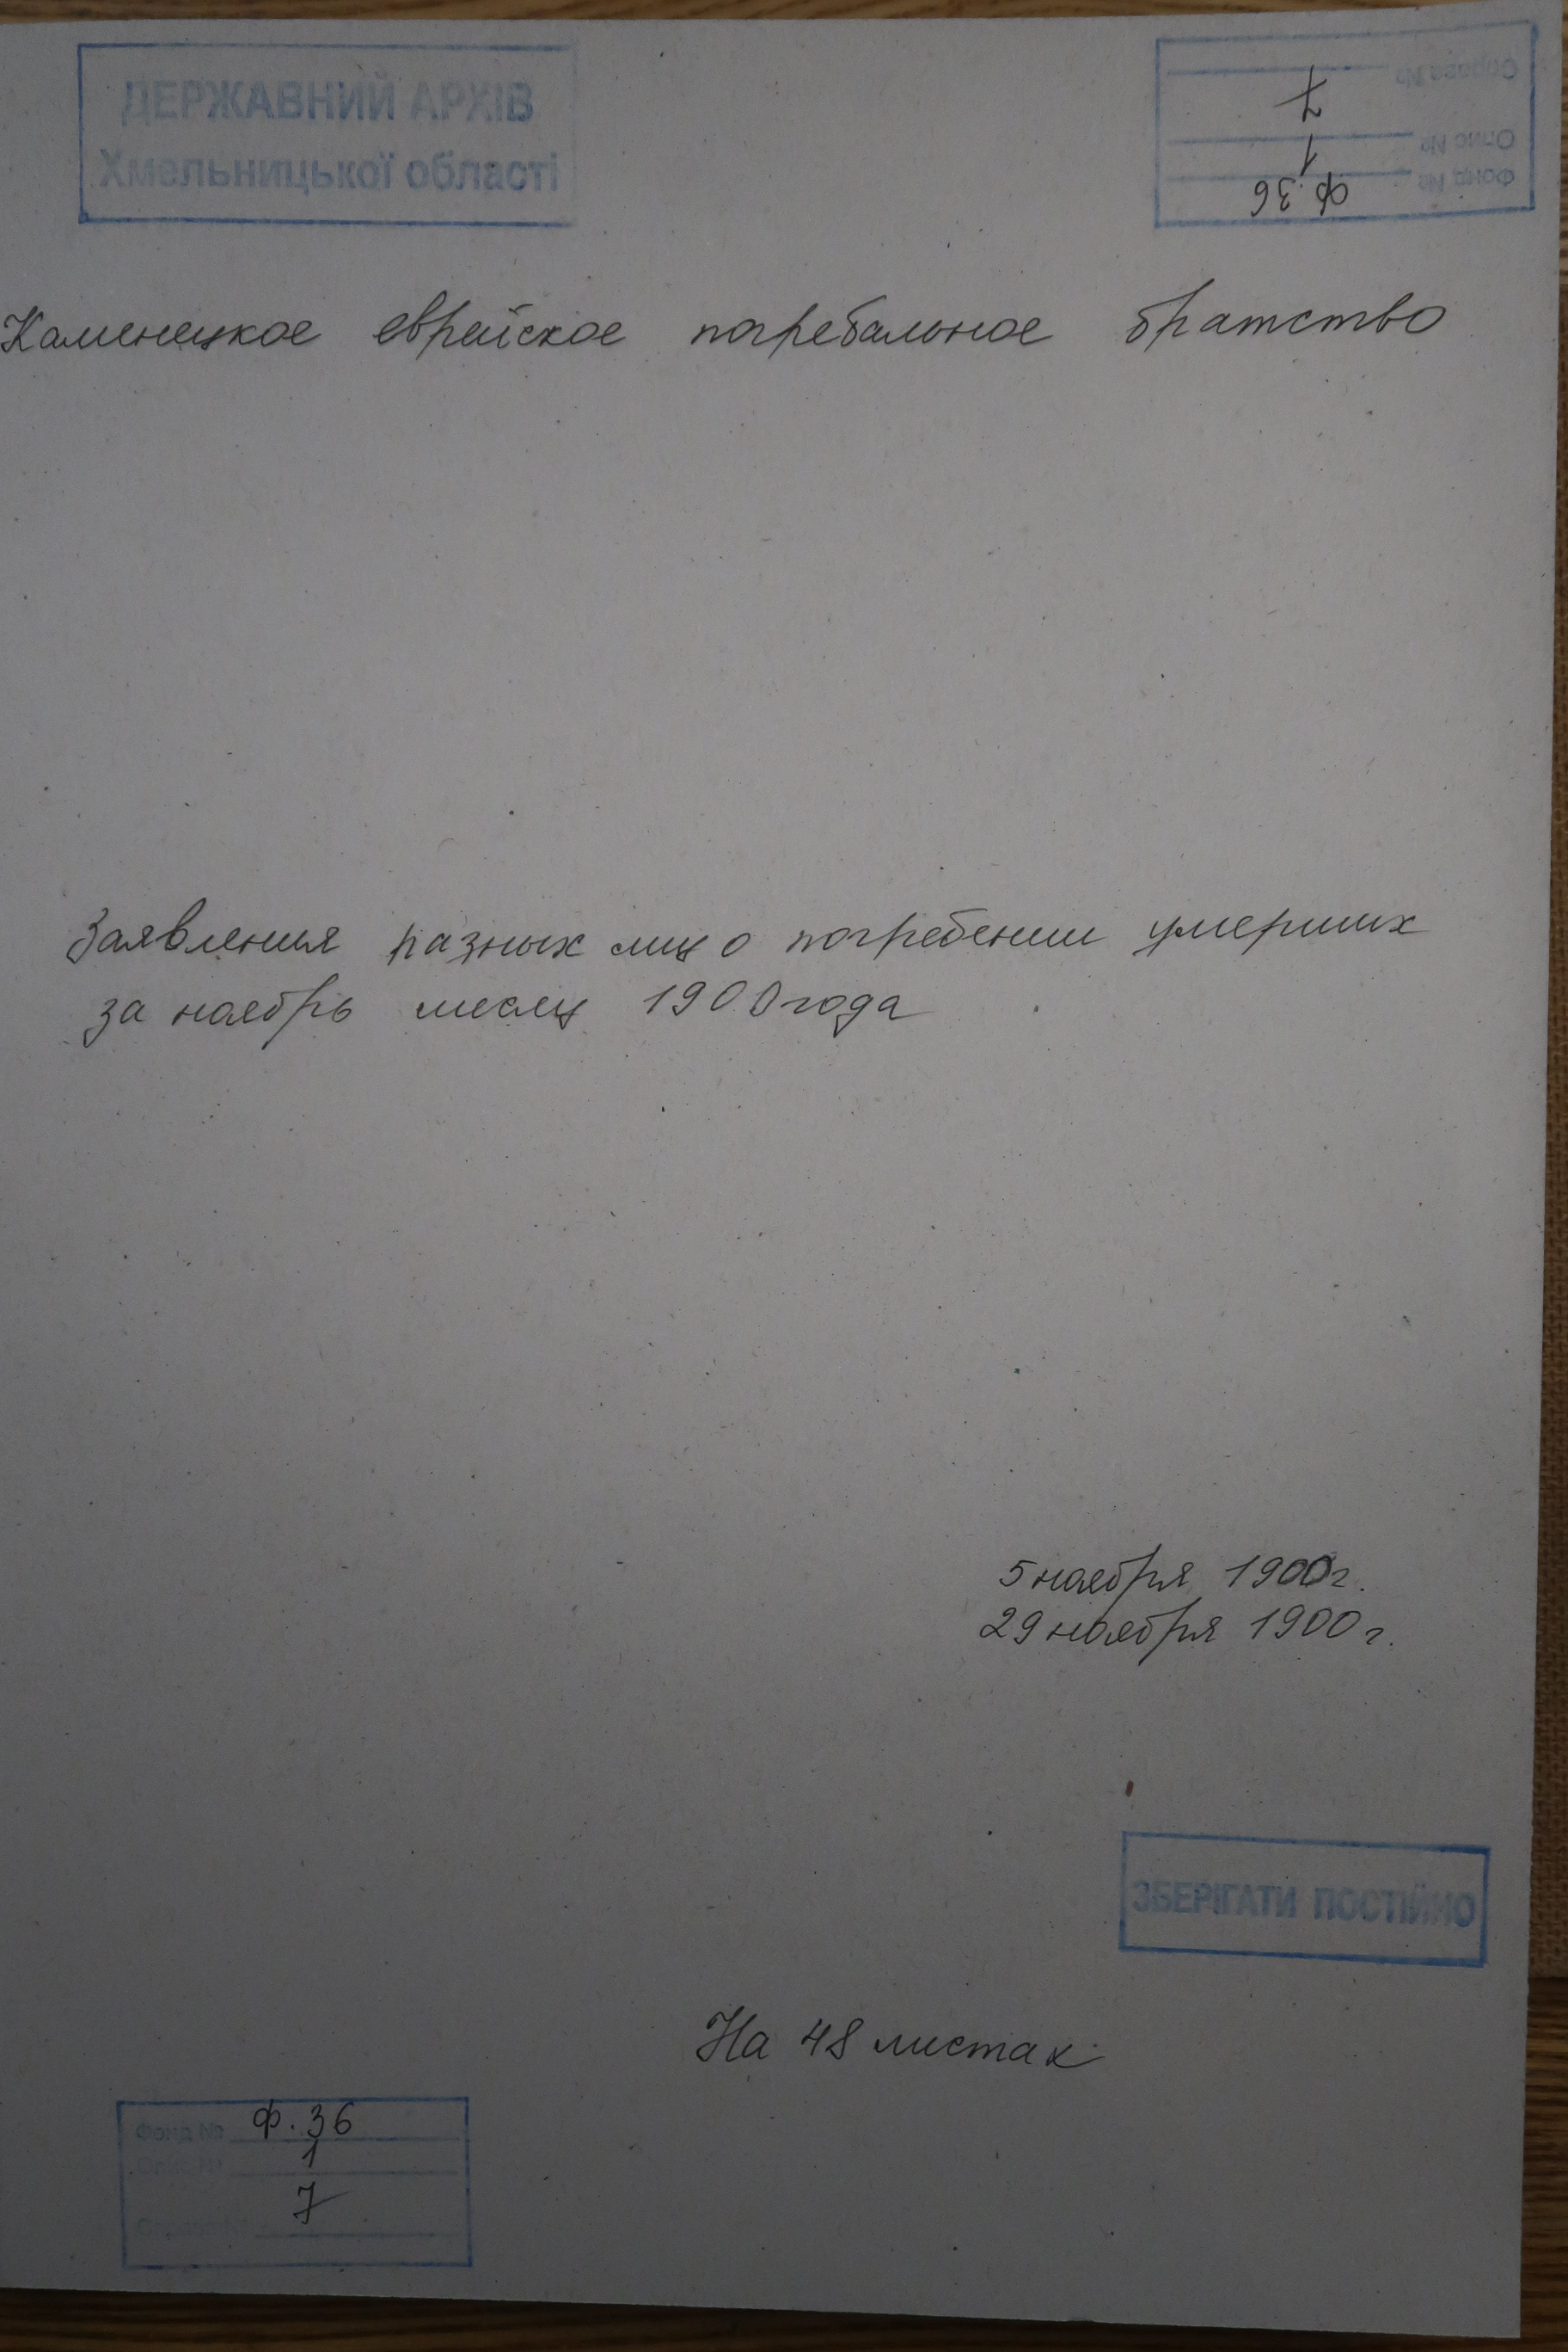 ДЕРЖАВНИЙ АРХІВ
Хмельницької області
Справа №
7
Опис №
1
Фонд № ф. 36
Каменецкое еврейское погребальное братство
Заявления разных лиц о погребении умерших
за ноябрь месяц 1900 года
5 ноября 1900 г.
29 ноября 1900 г.
ЗБЕРІГАТИ ПОСТІЙНО
На 48 листах
Фонд № Ф. 36
Опис № 1
7
Справа №